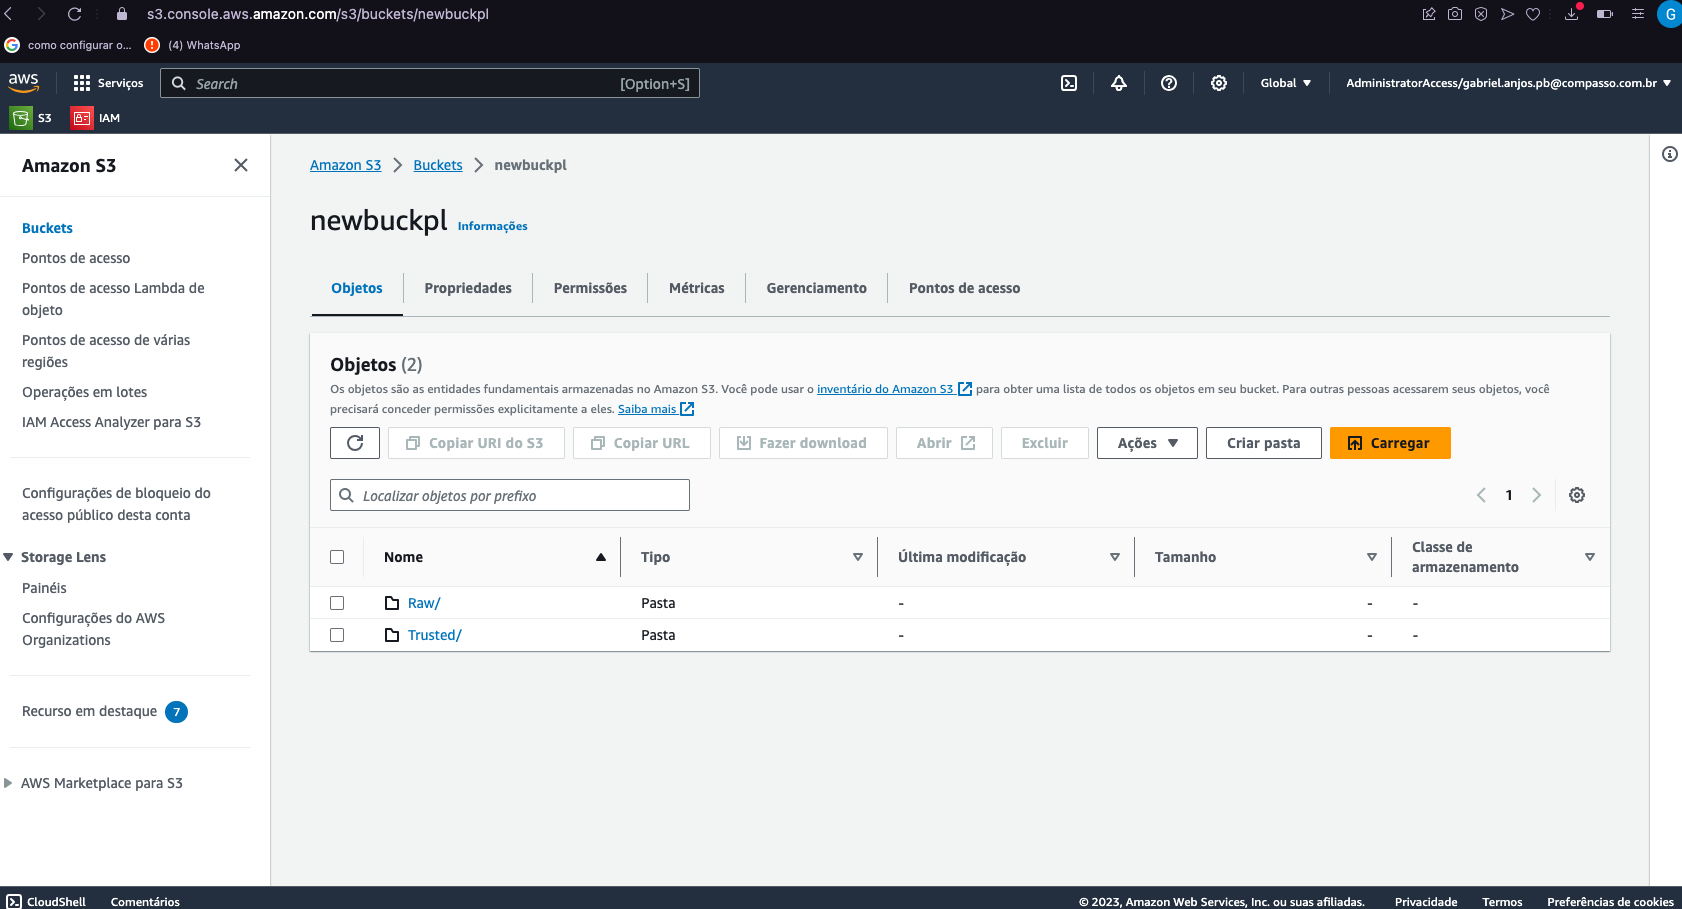 s3.console.aws.amazon.com/s3/buckets/newbuckpl
G
como configurar o...
(4) WhatsApp
aws
Serviços
Search
[Option+S]
Global
AdministratorAccess/gabriel.anjos.pb@compasso.com.br
S3
IAM
Amazon S3
Buckets
Pontos de acesso
Pontos de acesso Lambda de
objeto
Pontos de acesso de várias
regiões
Operações em lotes
IAM Access Analyzer para S3
Configurações de bloqueio do
acesso público desta conta
Storage Lens
Painéis
Configurações do AWS
Organizations
Recurso em destaque 7
AWS Marketplace para S3
Amazon S3 > Buckets > newbuckpl
newbuckpl Informações
Objetos
Propriedades
Permissões
Métricas
Gerenciamento
Pontos de acesso
Objetos (2)
Os objetos são as entidades fundamentais armazenadas no Amazon S3. Você pode usar o inventário do Amazon S3 para obter uma lista de todos os objetos em seu bucket. Para outras pessoas acessarem seus objetos, você
precisará conceder permissões explicitamente a eles. Saiba mais
Copiar URI do S3
Copiar URL
Fazer download
Abrir
Excluir
Ações
Criar pasta
Carregar
Localizar objetos por prefixo
1
Nome
Tipo
Última modificação
Tamanho
Classe de
armazenamento
Raw/ Pasta - - -
Trusted/ Pasta - - -
CloudShell
Comentários
© 2023, Amazon Web Services, Inc. ou suas afiliadas.
Privacidade
Termos
Preferências de cookies